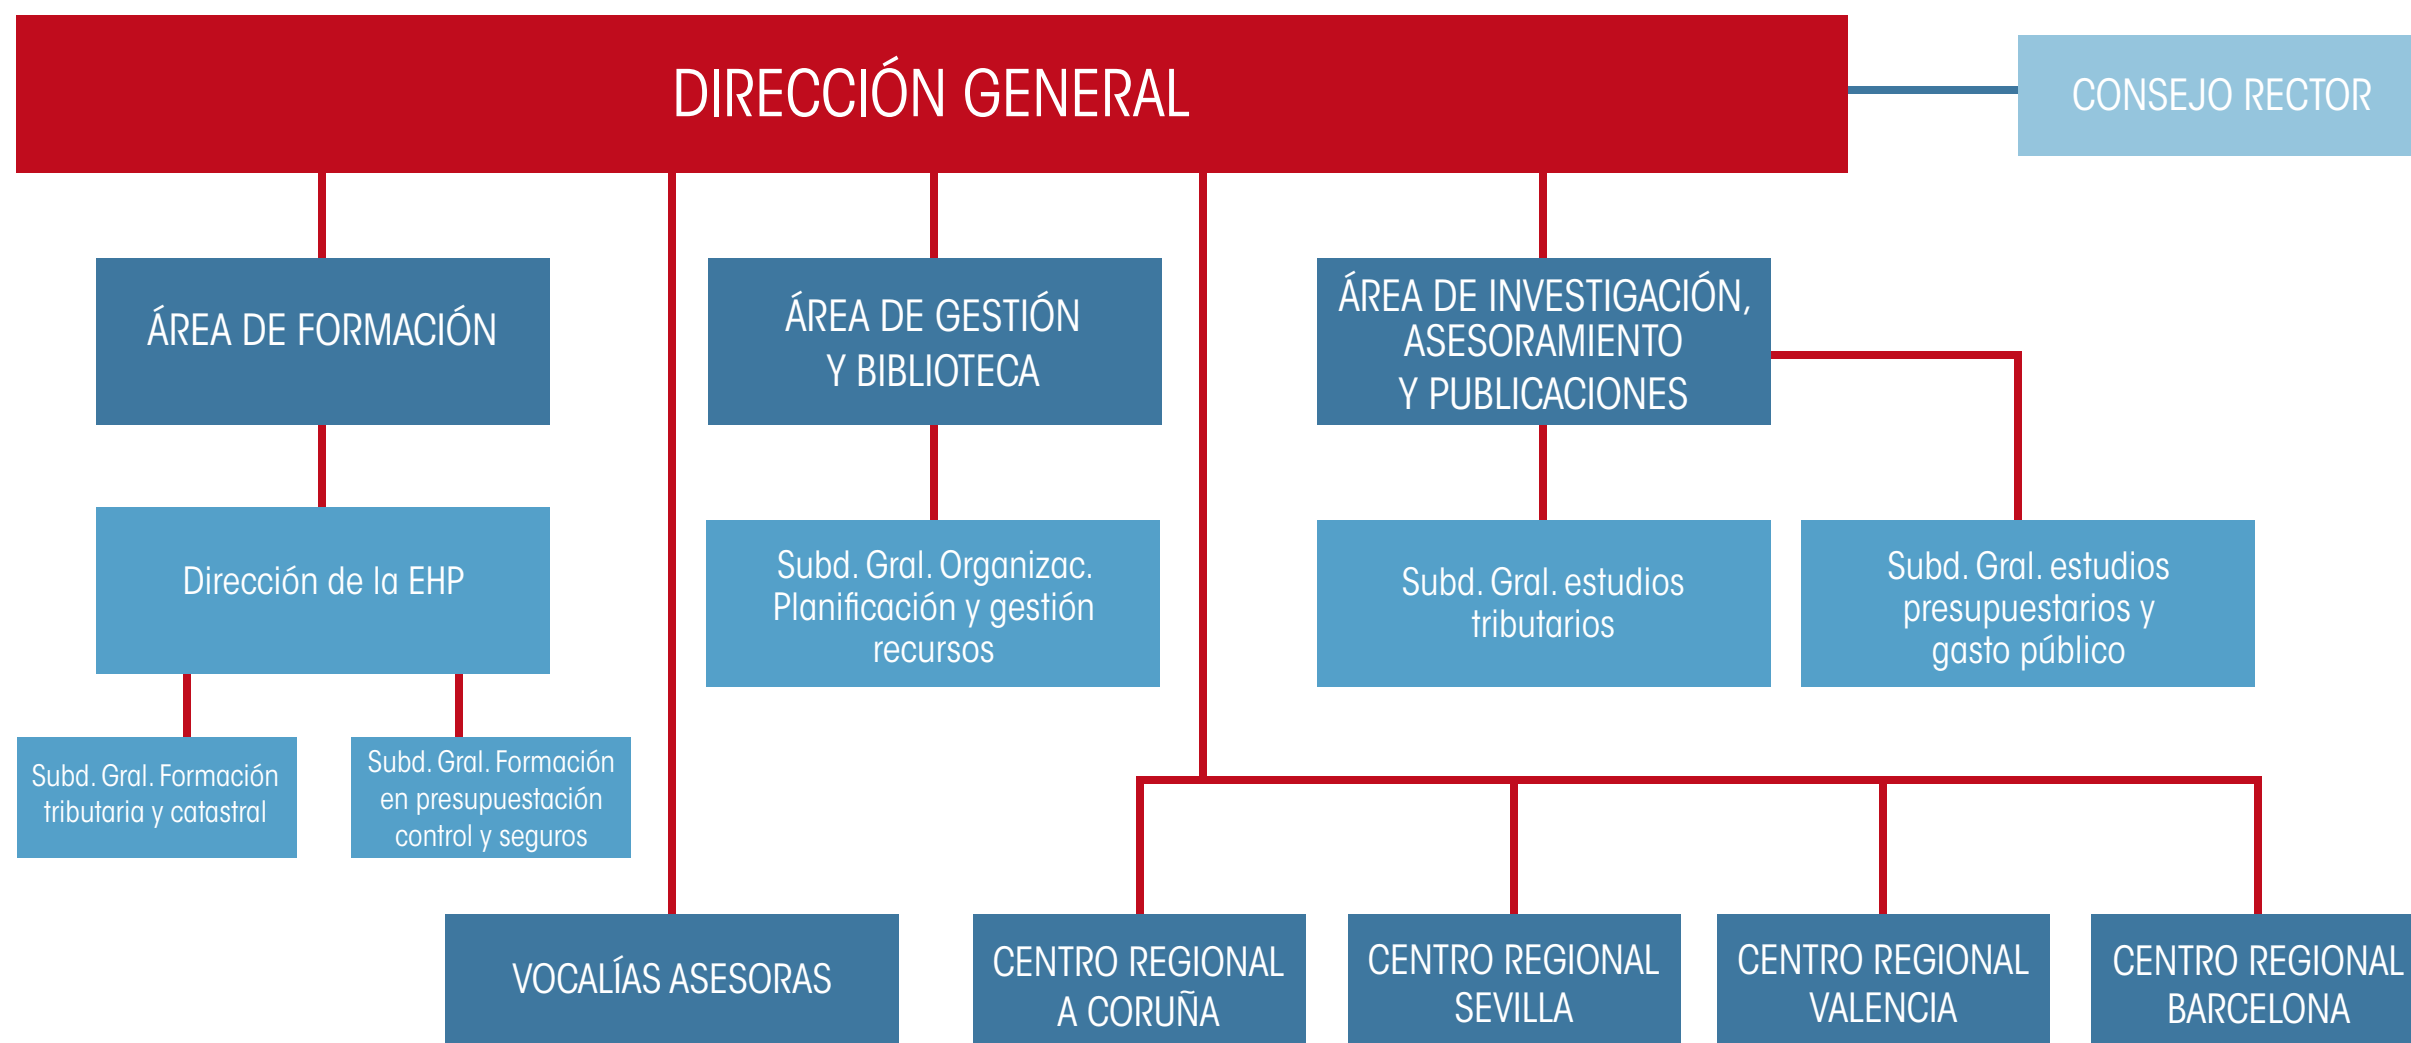 DIRECCIÓN GENERAL
CONSEJO RECTOR
ÁREA DE FORMACIÓN
ÁREA DE GESTIÓN
Y BIBLIOTECA
ÁREA DE INVESTIGACIÓN,
ASESORAMIENTO
Y PUBLICACIONES
Dirección de la EHP
Subd. Gral. Organizac.
Planificación y gestión
recursos
Subd. Gral. estudios
tributarios
Subd. Gral. estudios
presupuestarios y
gasto público
Subd. Gral. Formación
tributaria y catastral
Subd. Gral. Formación
en presupuestación
control y seguros
VOCALÍAS ASESORAS
CENTRO REGIONAL
A CORUÑA
CENTRO REGIONAL
SEVILLA
CENTRO REGIONAL
VALENCIA
CENTRO REGIONAL
BARCELONA